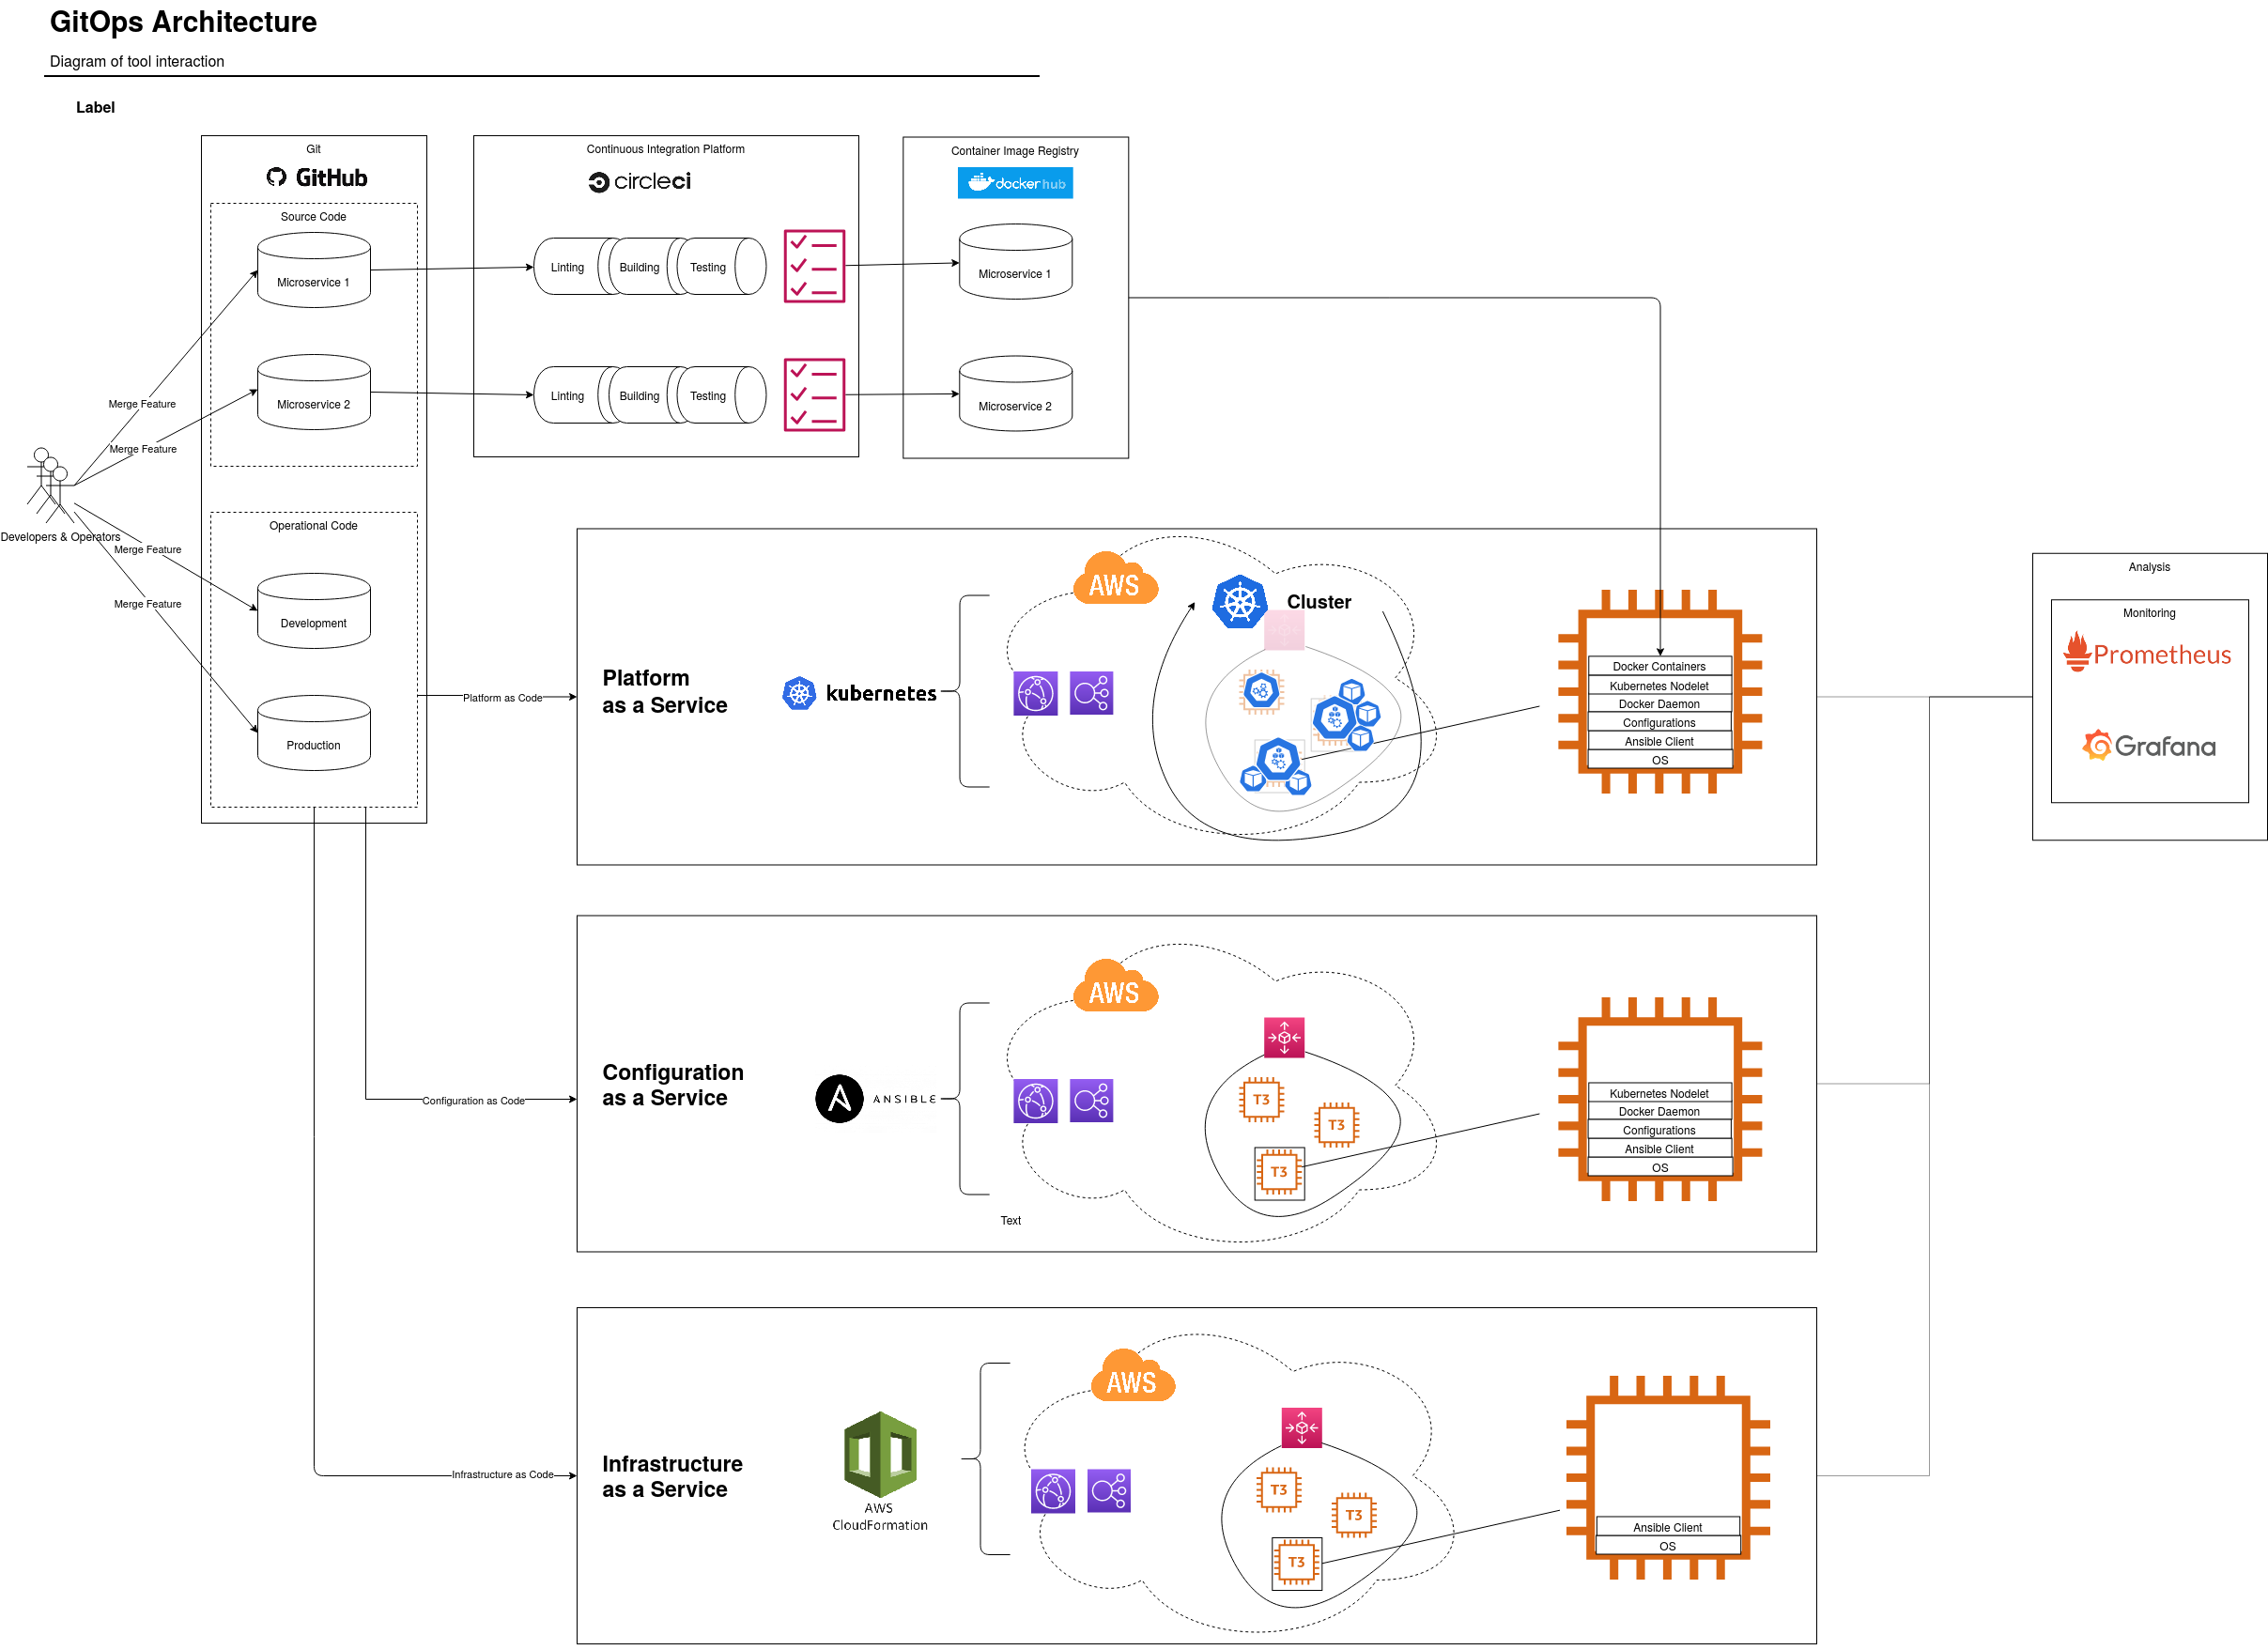 GitOps Architecture
Diagram of tool interaction
Label
Git
GitHub
Source Code
Microservice 1
Microservice 2
Continuous Integration Platform
circleci
Linting
Building
Testing
Linting
Building
Testing
Container Image Registry
docker hub
Microservice 1
Microservice 2
Merge Feature
Merge Feature
Developers & Operators
Merge Feature
Merge Feature
Operational Code
Development
Production
Platform as Code
Platform
as a Service
kubernetes
AWS
Cluster
Docker Containers
Kubernetes Nodelet
Docker Daemon
Configurations
Ansible Client
OS
Analysis
Monitoring
Prometheus
Grafana
Configuration as Code
Configuration
as a Service
ANSIBLE
AWS
T3
T3
T3
Text
Kubernetes Nodelet
Docker Daemon
Configurations
Ansible Client
OS
Infrastructure as Code
Infrastructure
as a Service
AWS
CloudFormation
AWS
T3
T3
T3
Ansible Client
OS